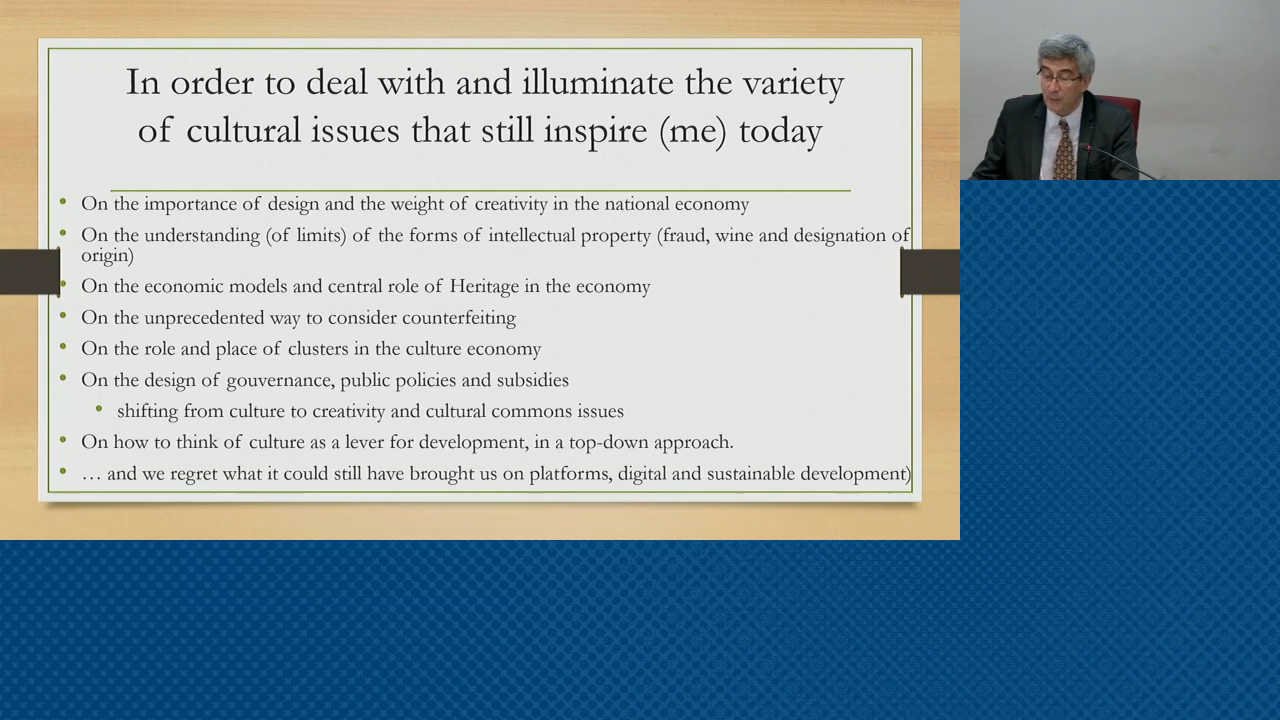 In order to deal with and illuminate the variety
of cultural issues that still inspire (me) today
• On the importance of design and the weight of creativity in the national economy
• On the understanding (of limits) of the forms of intellectual property (fraud, wine and designation of
origin)
• On the economic models and central role of Heritage in the economy
• On the unprecedented way to consider counterfeiting
• On the role and place of clusters in the culture economy
• On the design of gouvernance, public policies and subsidies
• shifting from culture to creativity and cultural commons issues
• On how to think of culture as a lever for development, in a top-down approach.
• … and we regret what it could still have brought us on platforms, digital and sustainable development)